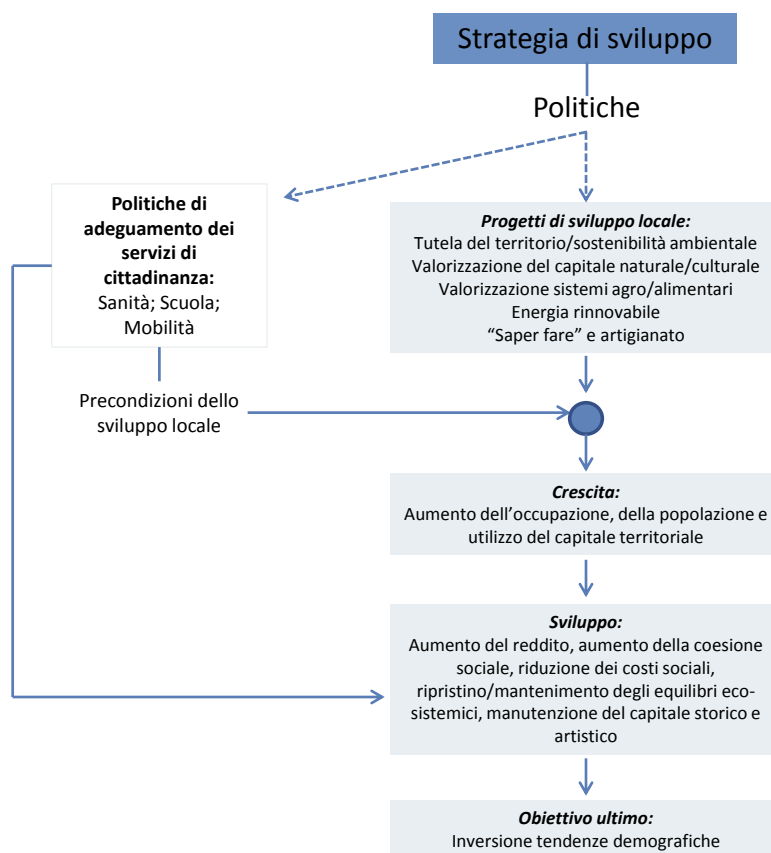 Strategia di sviluppo
Politiche
Politiche di
adeguamento dei
servizi di
cittadinanza:
Sanità; Scuola;
Mobilità
Progetti di sviluppo locale:
Tutela del territorio/sostenibilità ambientale
Valorizzazione del capitale naturale/culturale
Valorizzazione sistemi agro/alimentari
Energia rinnovabile
“Saper fare” e artigianato
Precondizioni dello
sviluppo locale
Crescita:
Aumento dell’occupazione, della popolazione e
utilizzo del capitale territoriale
Sviluppo:
Aumento del reddito, aumento della coesione
sociale, riduzione dei costi sociali,
ripristino/mantenimento degli equilibri eco-
sistemici, manutenzione del capitale storico e
artistico
Obiettivo ultimo:
Inversione tendenze demografiche